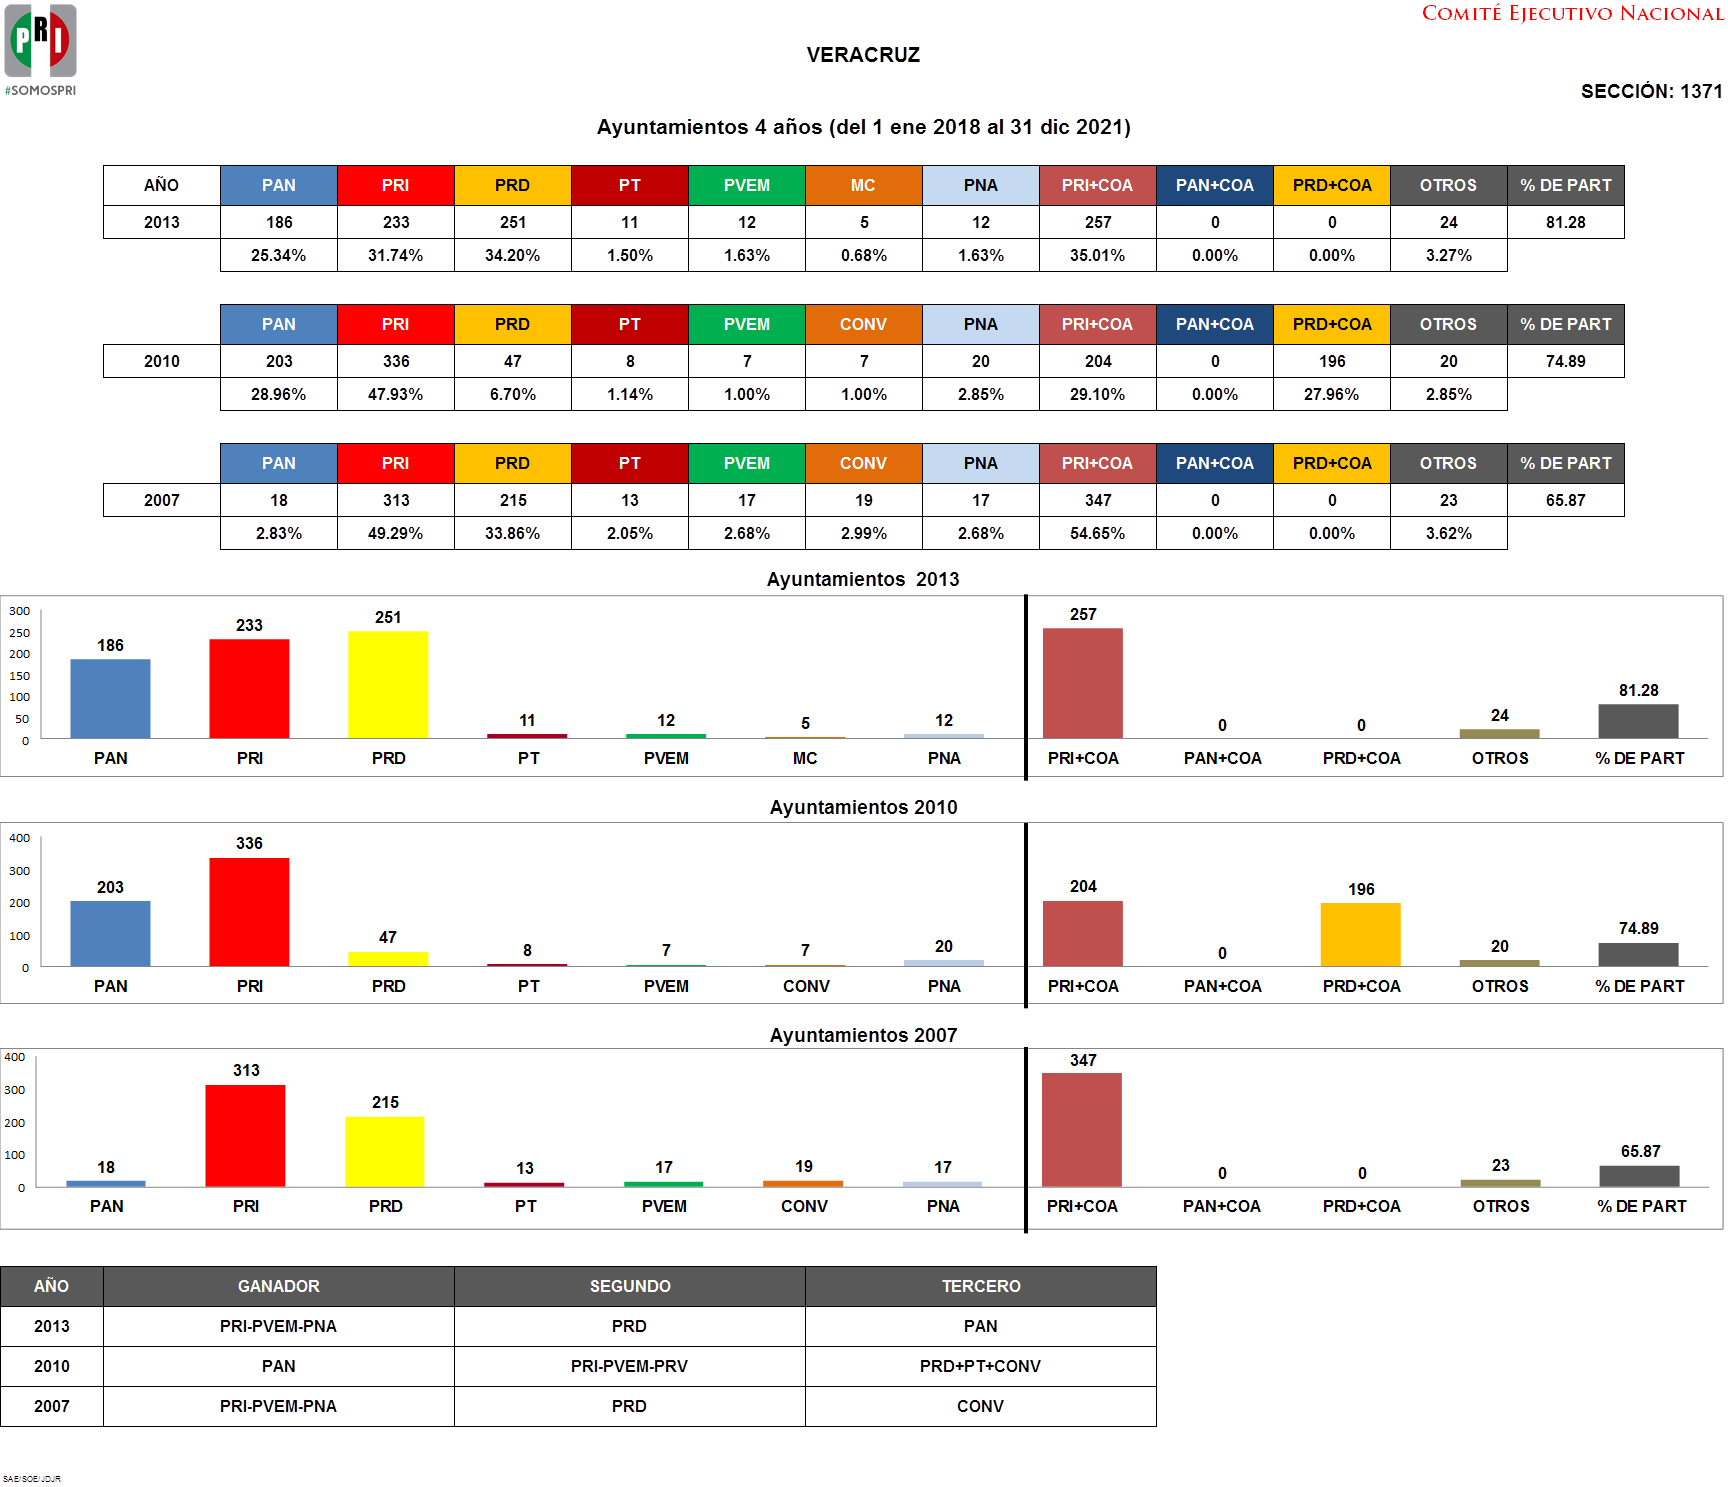 PRI
#SOMOSPRI
COMITÉ EJECUTIVO NACIONAL
VERACRUZ
SECCIÓN: 1371
Ayuntamientos 4 años (del 1 ene 2018 al 31 dic 2021)
AÑO PAN PRI PRD PT PVEM MC PNA PRI+COA PAN+COA PRD+COA OTROS % DE PART
2013 186 233 251 11 12 5 12 257 0 0 24 81.28
25.34% 31.74% 34.20% 1.50% 1.63% 0.68% 1.63% 35.01% 0.00% 0.00% 3.27%
PAN PRI PRD PT PVEM CONV PNA PRI+COA PAN+COA PRD+COA OTROS % DE PART
2010 203 336 47 8 7 7 20 204 0 196 20 74.89
28.96% 47.93% 6.70% 1.14% 1.00% 1.00% 2.85% 29.10% 0.00% 27.96% 2.85%
PAN PRI PRD PT PVEM CONV PNA PRI+COA PAN+COA PRD+COA OTROS % DE PART
2007 18 313 215 13 17 19 17 347 0 0 23 65.87
2.83% 49.29% 33.86% 2.05% 2.68% 2.99% 2.68% 54.65% 0.00% 0.00% 3.62%
Ayuntamientos 2013
300
250
200
150
100
50
0
186 233 251 11 12 5 12 257 0 0 24 81.28
PAN PRI PRD PT PVEM MC PNA PRI+COA PAN+COA PRD+COA OTROS % DE PART
Ayuntamientos 2010
400
300
200
100
0
203 336 47 8 7 7 20 204 0 196 20 74.89
PAN PRI PRD PT PVEM CONV PNA PRI+COA PAN+COA PRD+COA OTROS % DE PART
Ayuntamientos 2007
400
300
200
100
0
18 313 215 13 17 19 17 347 0 0 23 65.87
PAN PRI PRD PT PVEM CONV PNA PRI+COA PAN+COA PRD+COA OTROS % DE PART
AÑO GANADOR SEGUNDO TERCERO
2013 PRI-PVEM-PNA PRD PAN
2010 PAN PRI-PVEM-PRV PRD+PT+CONV
2007 PRI-PVEM-PNA PRD CONV
SAE/SOE/JDJR